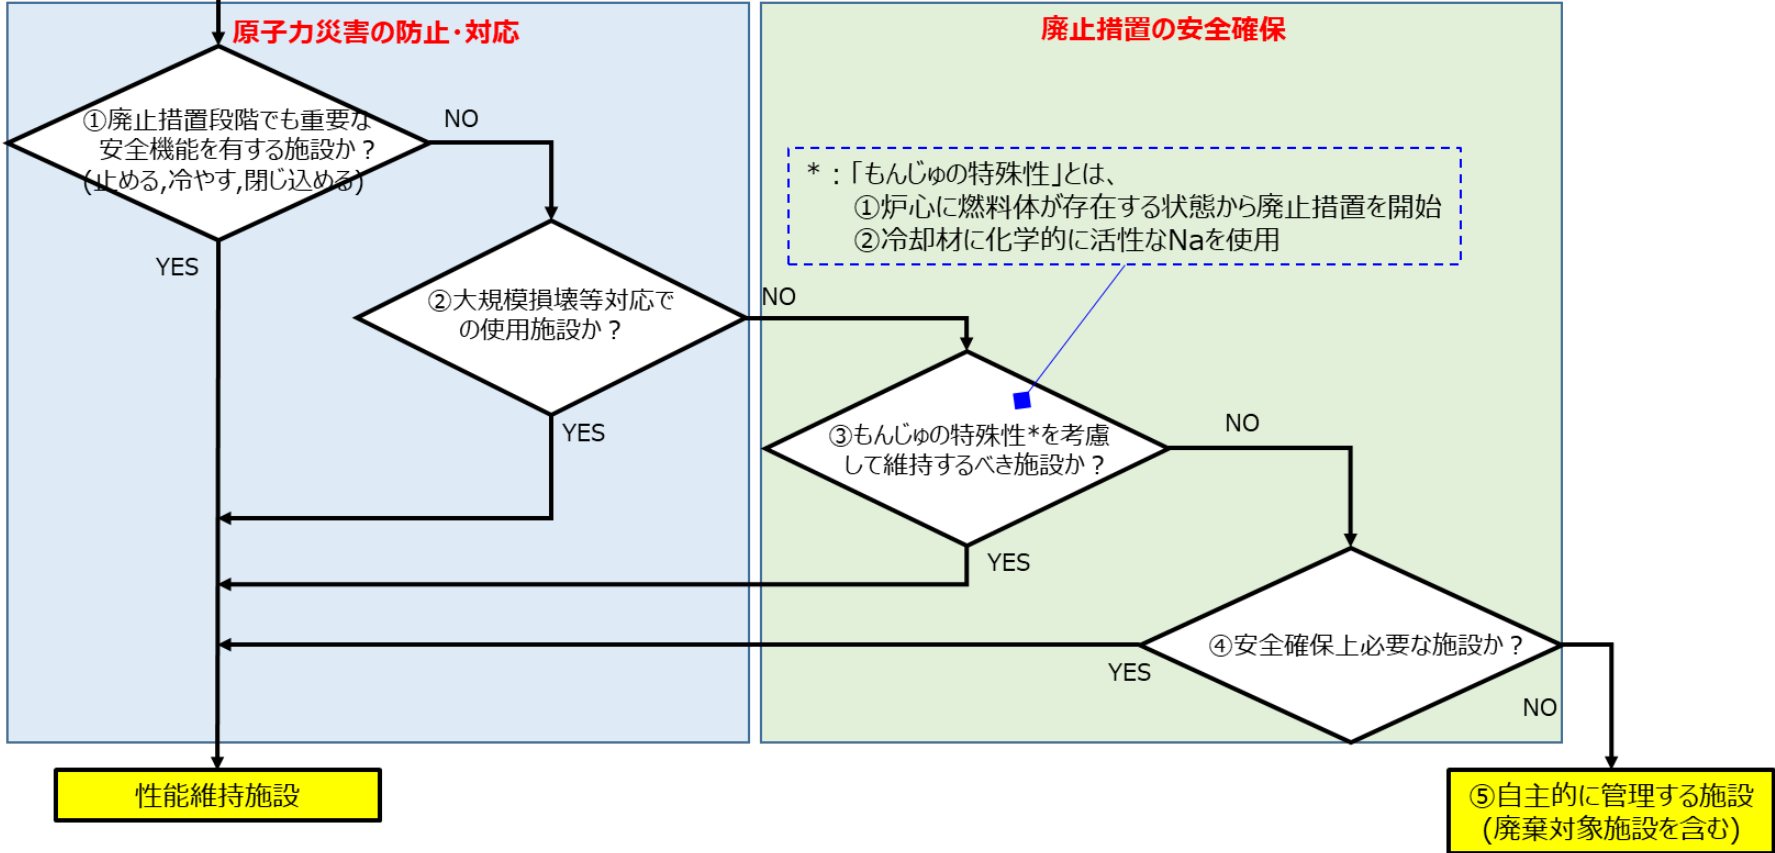 原子力災害の防止・対応
廃止措置の安全確保
①廃止措置段階でも重要な
安全機能を有する施設か？
(止める,冷やす,閉じ込める)
NO
YES
②大規模損壊等対応で
の使用施設か？
NO
YES
*：「もんじゅの特殊性」とは、
①炉心に燃料体が存在する状態から廃止措置を開始
②冷却材に化学的に活性なNaを使用
③もんじゅの特殊性*を考慮
して維持するべき施設か？
NO
YES
④安全確保上必要な施設か？
YES
NO
性能維持施設
⑤自主的に管理する施設
(廃棄対象施設を含む)